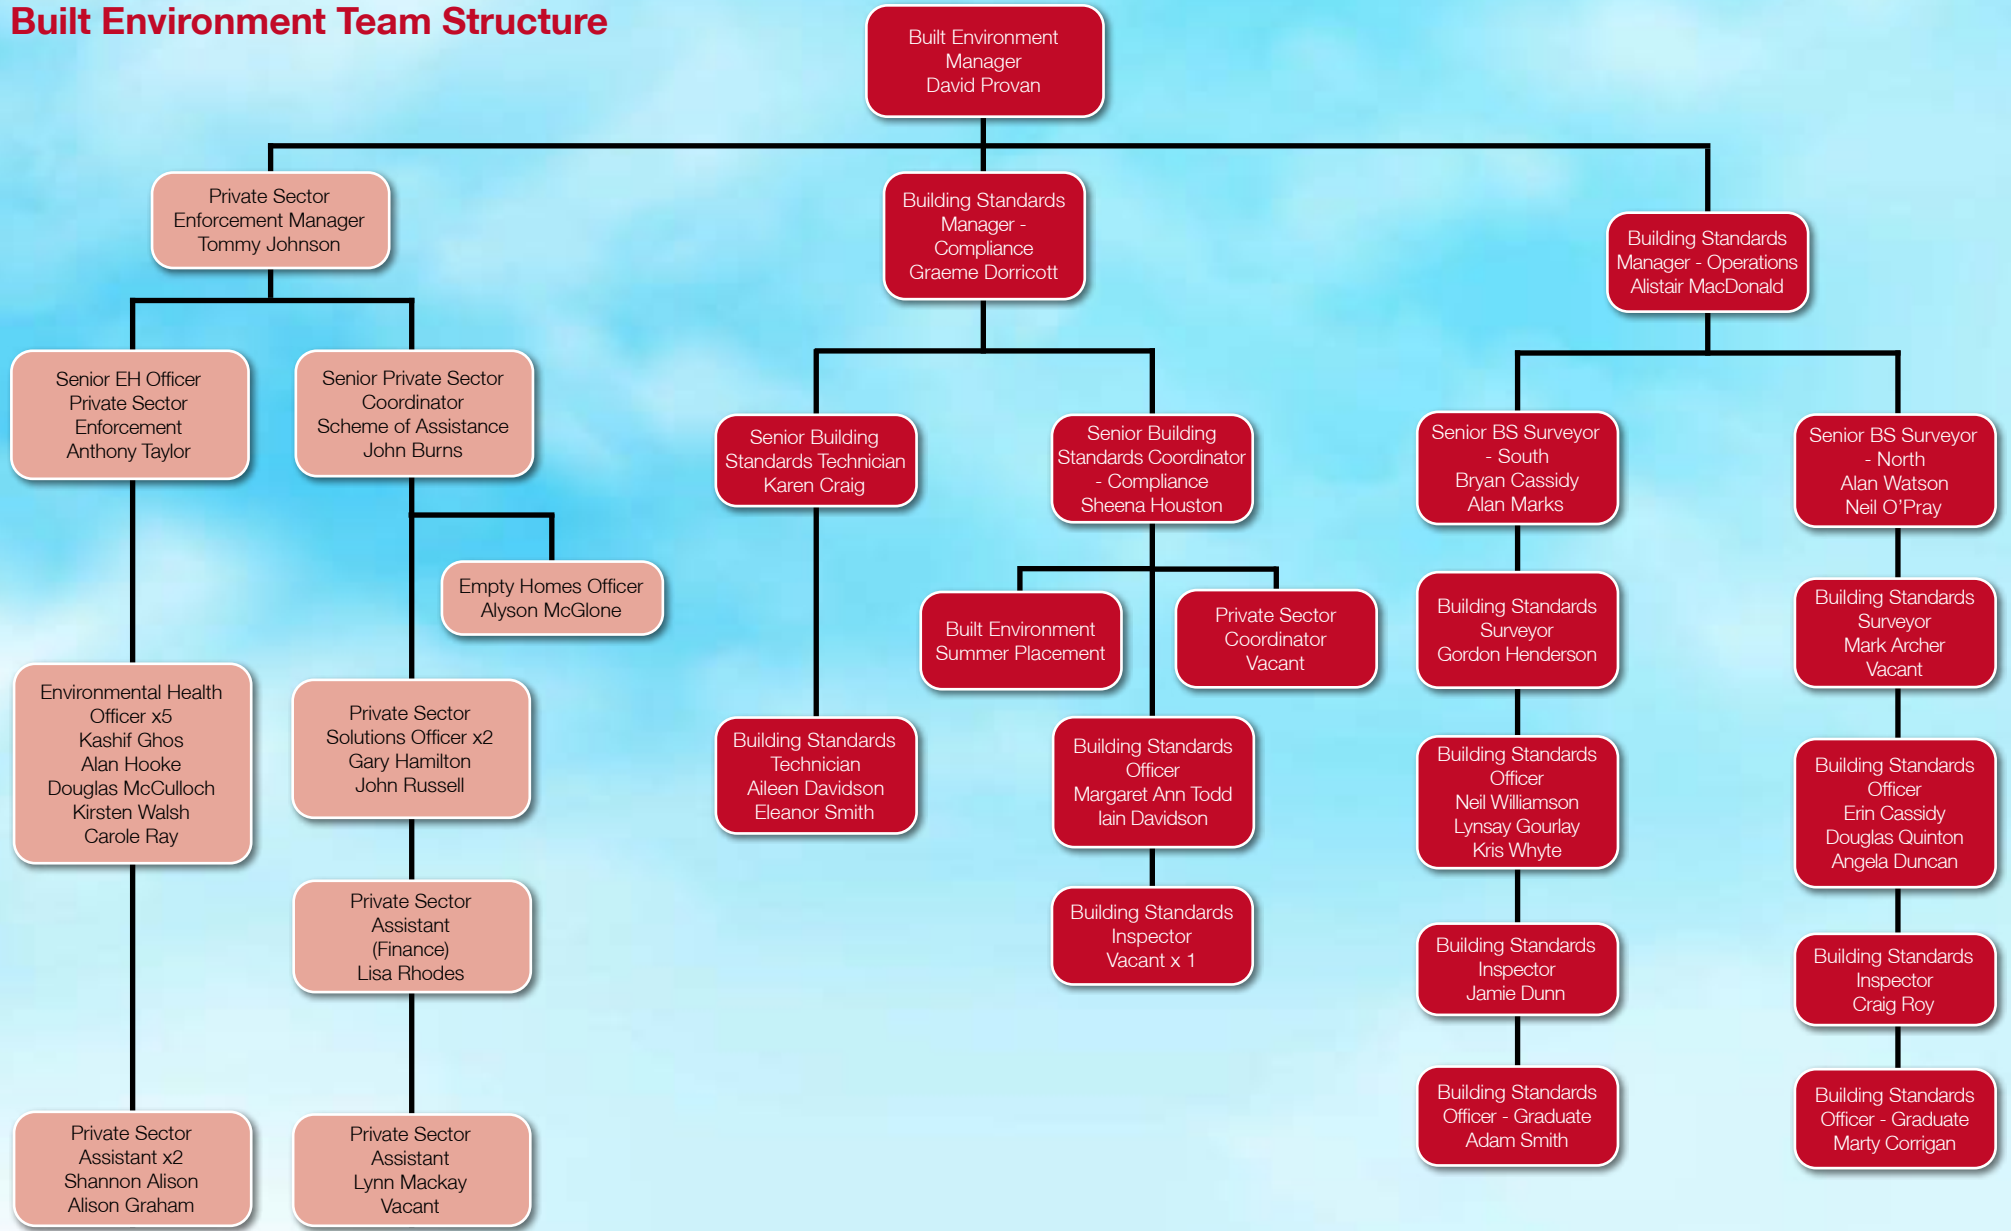 Built Environment Team Structure
Built Environment
Manager
David Provan
Private Sector
Enforcement Manager
Tommy Johnson
Building Standards
Manager -
Compliance
Graeme Dorricott
Building Standards
Manager - Operations
Alistair MacDonald
Senior EH Officer
Private Sector
Enforcement
Anthony Taylor
Senior Private Sector
Coordinator
Scheme of Assistance
John Burns
Senior Building
Standards Technician
Karen Craig
Senior Building
Standards Coordinator
- Compliance
Sheena Houston
Senior BS Surveyor
- South
Bryan Cassidy
Alan Marks
Senior BS Surveyor
- North
Alan Watson
Neil O'Pray
Empty Homes Officer
Alyson McGlone
Built Environment
Summer Placement
Private Sector
Coordinator
Vacant
Building Standards
Surveyor
Gordon Henderson
Building Standards
Surveyor
Mark Archer
Vacant
Environmental Health
Officer x5
Kashif Ghos
Alan Hooke
Douglas McCulloch
Kirsten Walsh
Carole Ray
Private Sector
Solutions Officer x2
Gary Hamilton
John Russell
Building Standards
Technician
Aileen Davidson
Eleanor Smith
Building Standards
Officer
Margaret Ann Todd
Iain Davidson
Building Standards
Officer
Neil Williamson
Lynsay Gourlay
Kris Whyte
Building Standards
Officer
Erin Cassidy
Douglas Quinton
Angela Duncan
Private Sector
Assistant
(Finance)
Lisa Rhodes
Building Standards
Inspector
Vacant x 1
Building Standards
Inspector
Jamie Dunn
Building Standards
Inspector
Craig Roy
Private Sector
Assistant x2
Shannon Alison
Alison Graham
Private Sector
Assistant
Lynn Mackay
Vacant
Building Standards
Officer - Graduate
Adam Smith
Building Standards
Officer - Graduate
Marty Corrigan